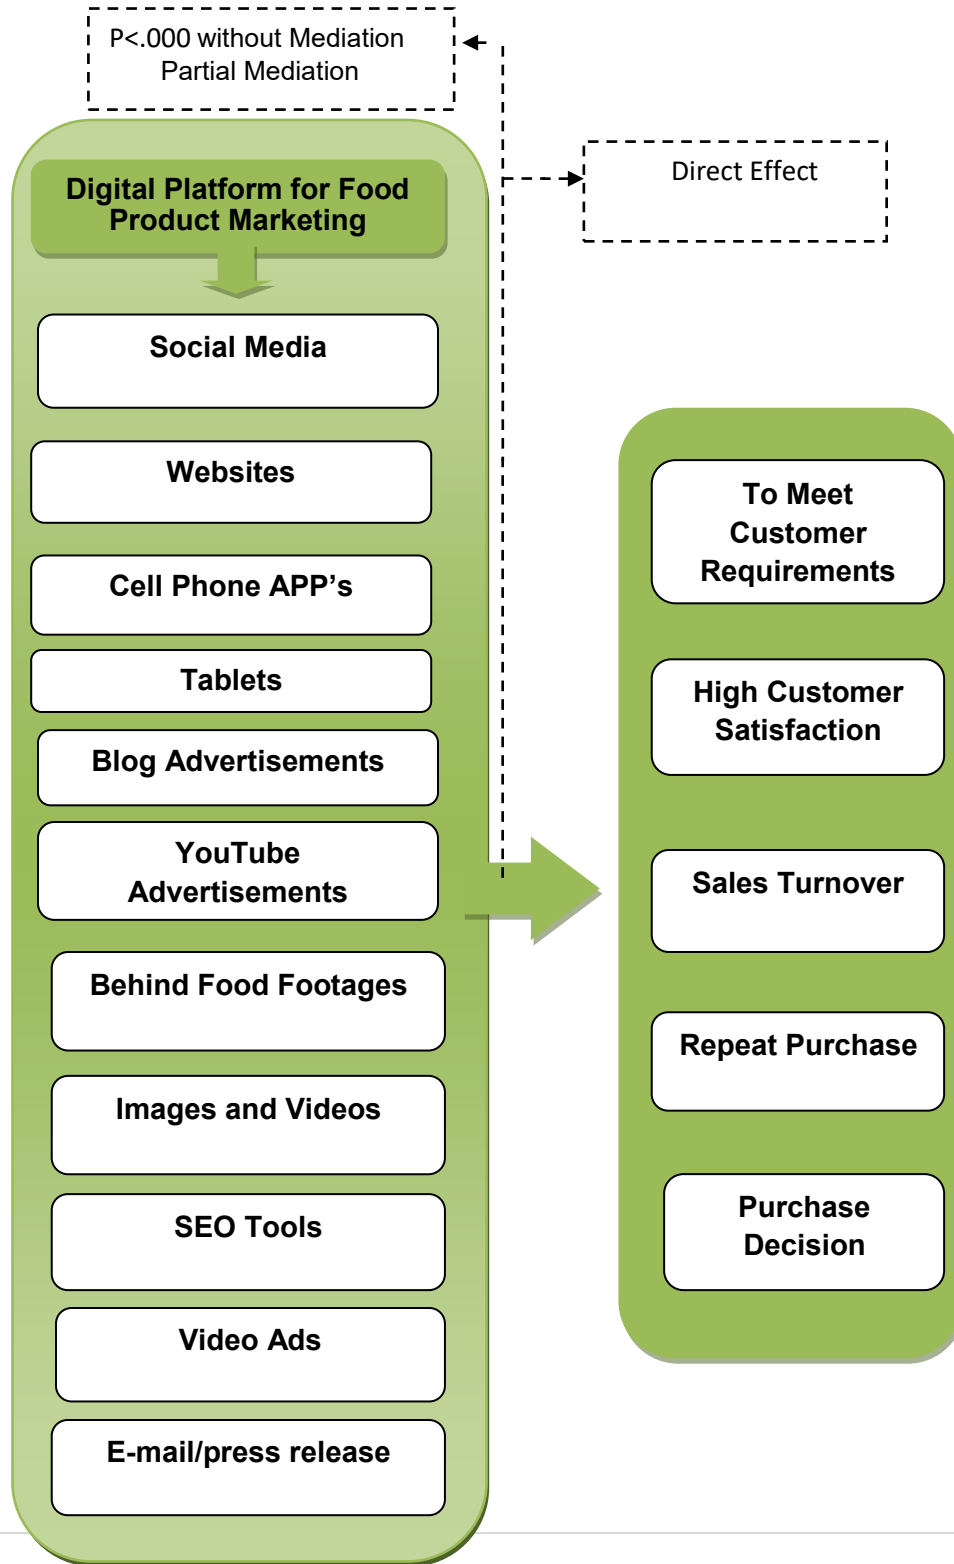 P<.000 without Mediation
Partial Mediation
Direct Effect
Digital Platform for Food
Product Marketing
Social Media
Websites
Cell Phone APP’s
Tablets
Blog Advertisements
YouTube
Advertisements
Behind Food Footages
Images and Videos
SEO Tools
Video Ads
E-mail/press release
To Meet
Customer
Requirements
High Customer
Satisfaction
Sales Turnover
Repeat Purchase
Purchase
Decision